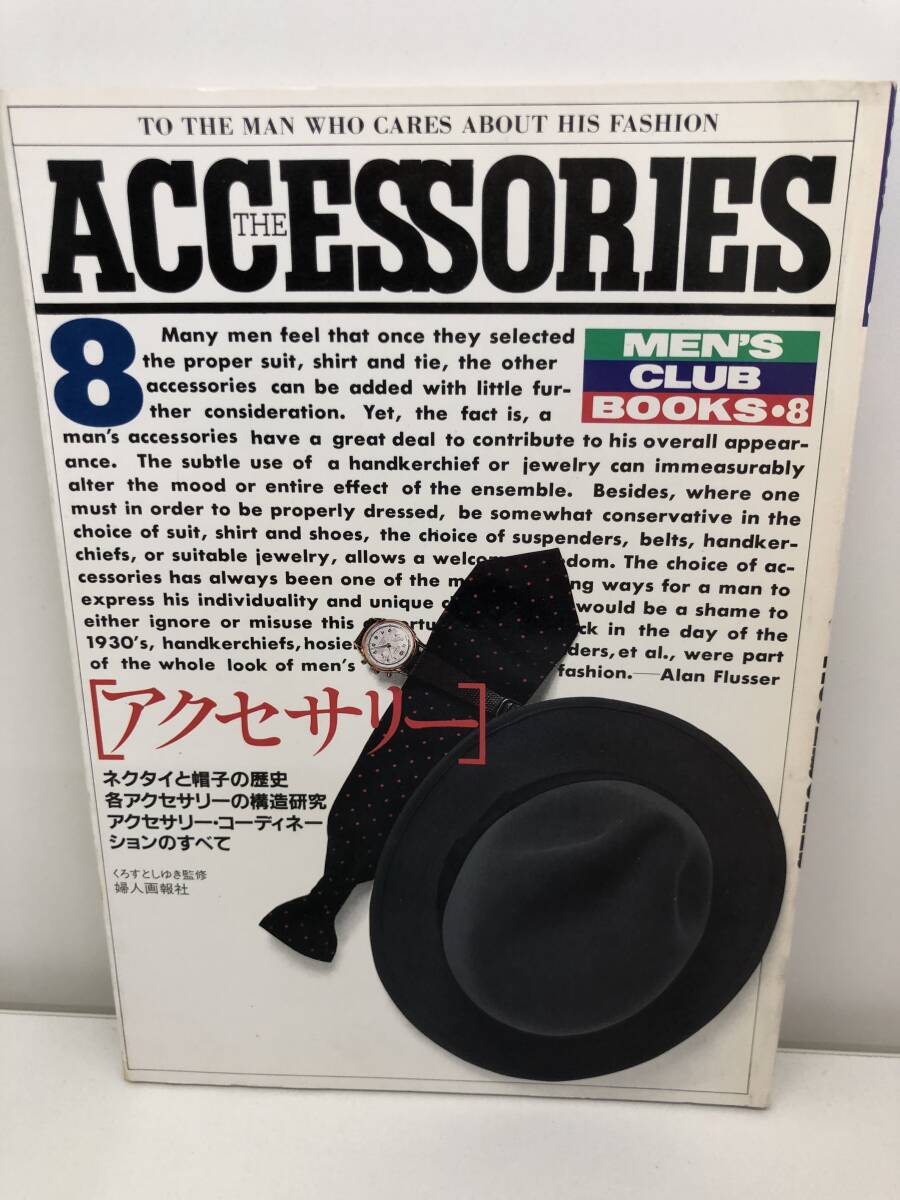 TO THE MAN WHO CARES ABOUT HIS FASHION
THE
ACCESSORIES
8
MEN'S
CLUB
BOOKS•8
Many men feel that once they selected
the proper suit, shirt and tie, the other
accessories can be added with little fur-
ther consideration. Yet, the fact is, a
man's accessories have a great deal to contribute to his overall appear-
ance. The subtle use of a handkerchief or jewelry can immeasurably
alter the mood or entire effect of the ensemble. Besides, where one
must in order to be properly dressed, be somewhat conservative in the
choice of suit, shirt and shoes, the choice of suspenders, belts, handker-
chiefs, or suitable jewelry, allows a dom. The choice of ac-
cessories has always been one of the ng ways for a man to
express his individuality and unique would be a shame to
either ignore or misuse this ck in the day of the
1930's, handkerchiefs, ders, et al., were part
of the whole look of men's fashion.—Alan Flusser
[アクセサリー]
ネクタイと帽子の歴史
各アクセサリーの構造研究
アクセサリー・コーディネー
ションのすべて
くろすとしゆき監修
婦人画報社